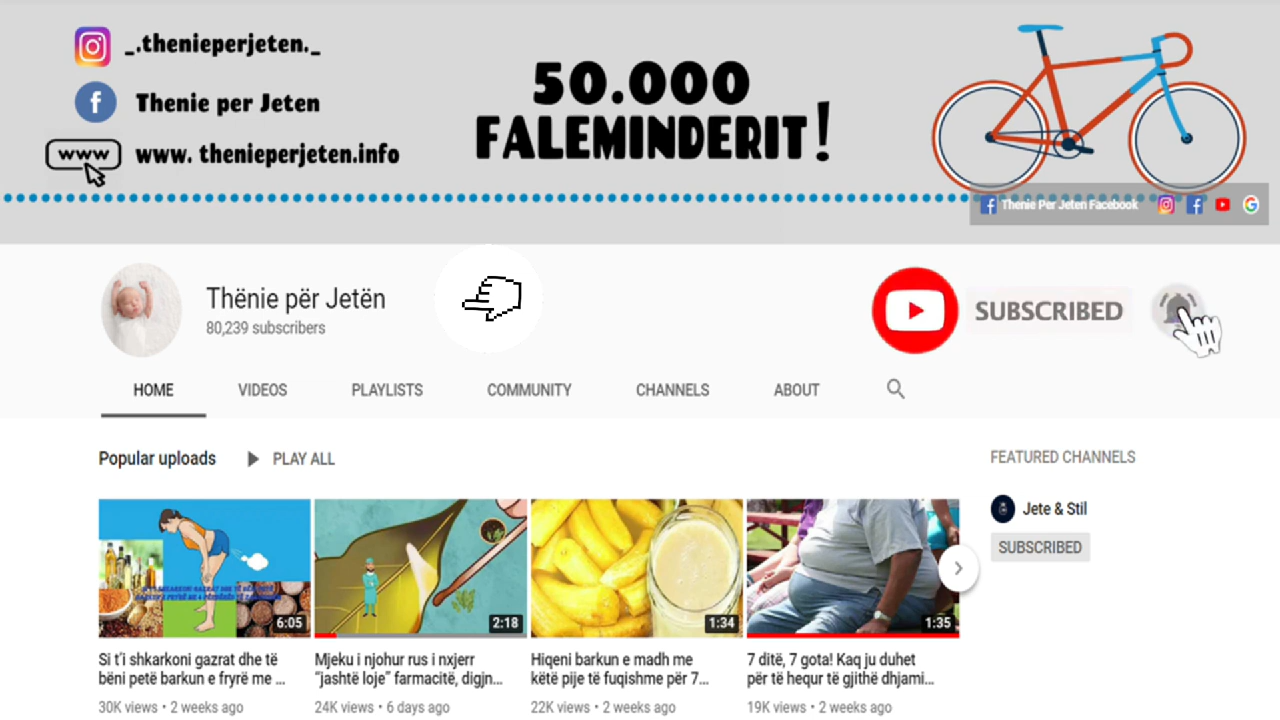 _.thenieperjeten._
Thenie per Jeten
www
www. thenieperjeten.info
50.000
FALEMINDERIT!
Thenie Per Jeten Facebook
Thënie për Jetën
80,239 subscribers
SUBSCRIBED
HOME
VIDEOS
PLAYLISTS
COMMUNITY
CHANNELS
ABOUT
Popular uploads
PLAY ALL
FEATURED CHANNELS
Jete & Stil
SUBSCRIBED
6:05
2:18
1:34
1:35
Si t'i shkarkoni gazrat dhe të
bëni petë barkun e fryrë me ...
30K views • 2 weeks ago
Mjeku i njohur rus i nxjerr
"jashtë loje" farmacitë, digjn...
24K views • 6 days ago
Hiqeni barkun e madh me
këtë pije të fuqishme për 7...
22K views • 2 weeks ago
7 ditë, 7 gota! Kaq ju duhet
për të hequr të gjithë dhjami...
19K views • 2 weeks ago